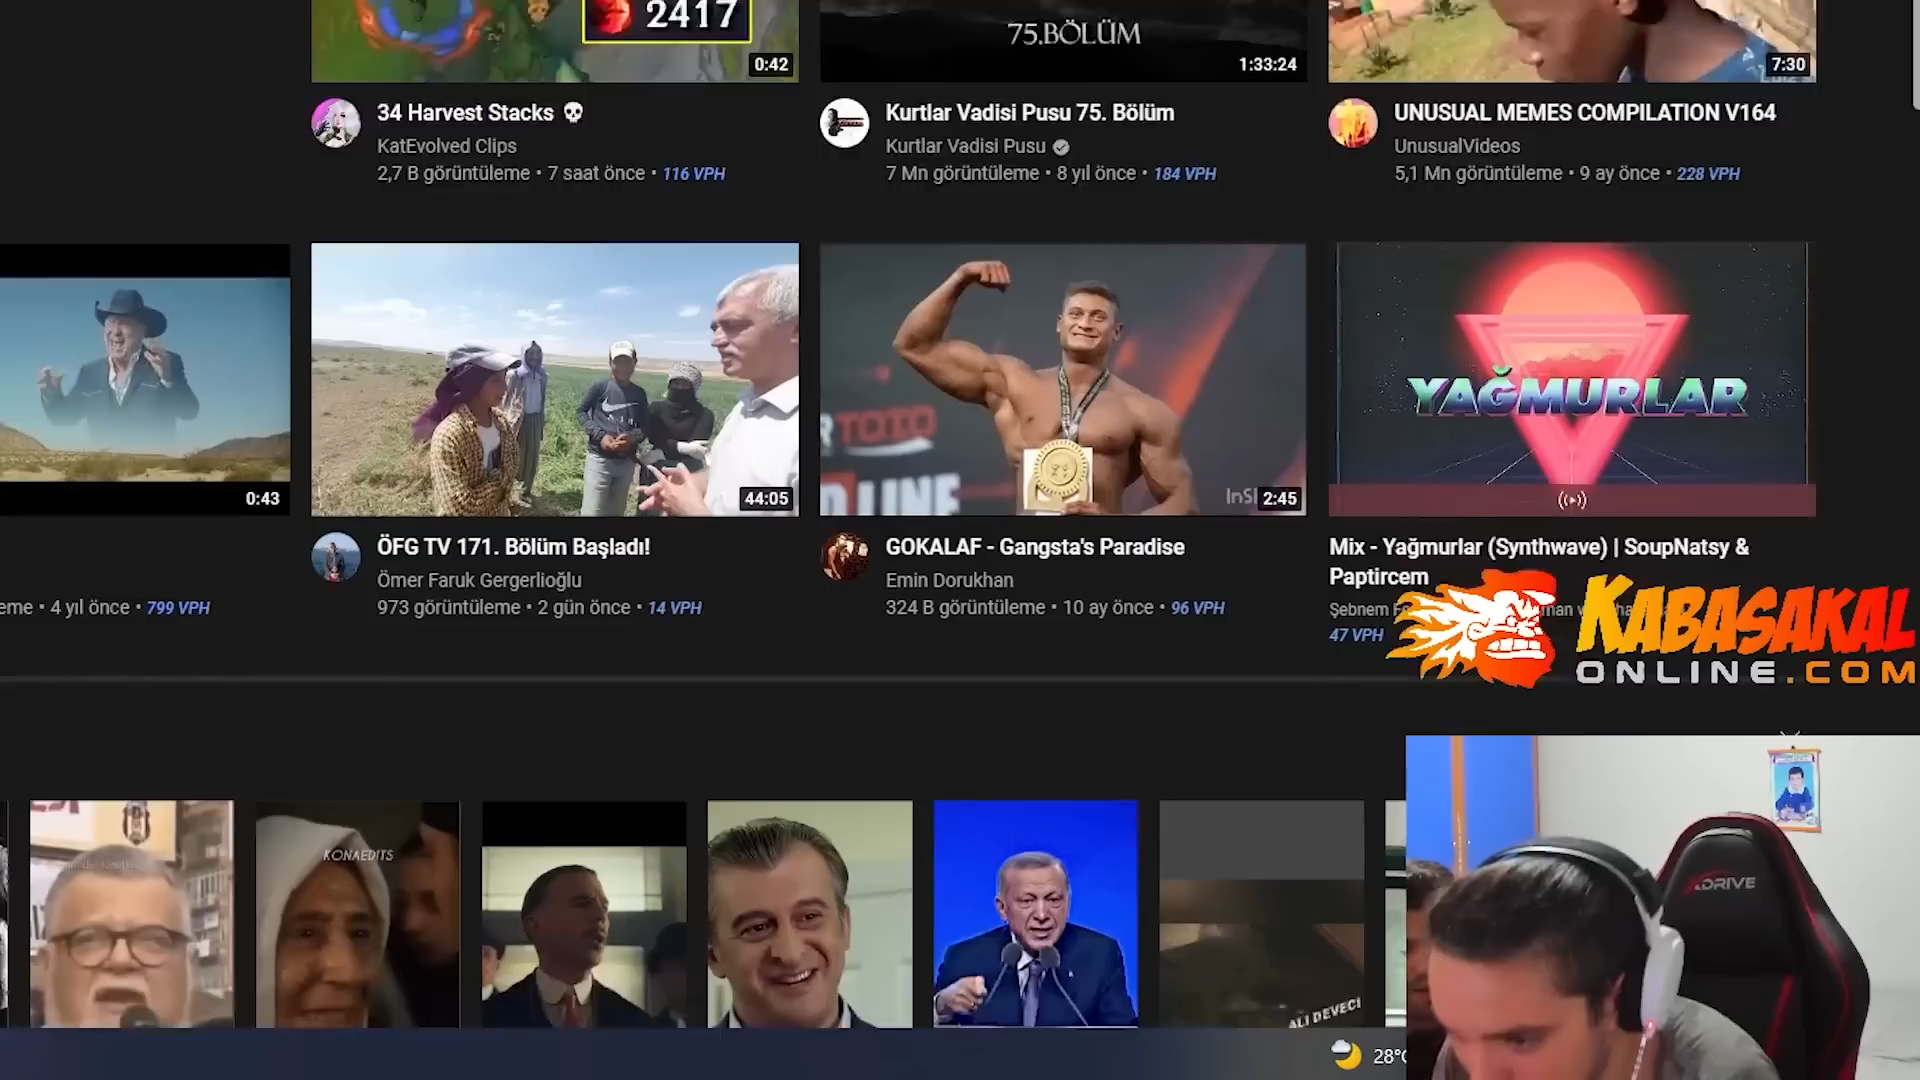 2417
0:42
75.BÖLÜM
1:33:24
7:30
34 Harvest Stacks
KatEvolved Clips
2,7 B görüntüleme • 7 saat önce • 116 VPH
Kurtlar Vadisi Pusu 75. Bölüm
Kurtlar Vadisi Pusu
7 Mn görüntüleme • 8 yıl önce • 184 VPH
UNUSUAL MEMES COMPILATION V164
UnusualVideos
5,1 Mn görüntüleme • 9 ay önce • 228 VPH
0:43
eme • 4 yıl önce • 799 VPH
44:05
ÖFG TV 171. Bölüm Başladı!
Ömer Faruk Gergerlioğlu
973 görüntüleme • 2 gün önce • 14 VPH
R TOTO
LINE
InS
2:45
GOKALAF - Gangsta's Paradise
Emin Dorukhan
324 B görüntüleme • 10 ay önce • 96 VPH
YAĞMURLAR
Mix - Yağmurlar (Synthwave) | SoupNatsy &
Paptircem
Şebnem
47 VPH
KABASAKAL
ONLINE.COM
KONAEDITS
ALI DEVECI
XDRIVE
28°